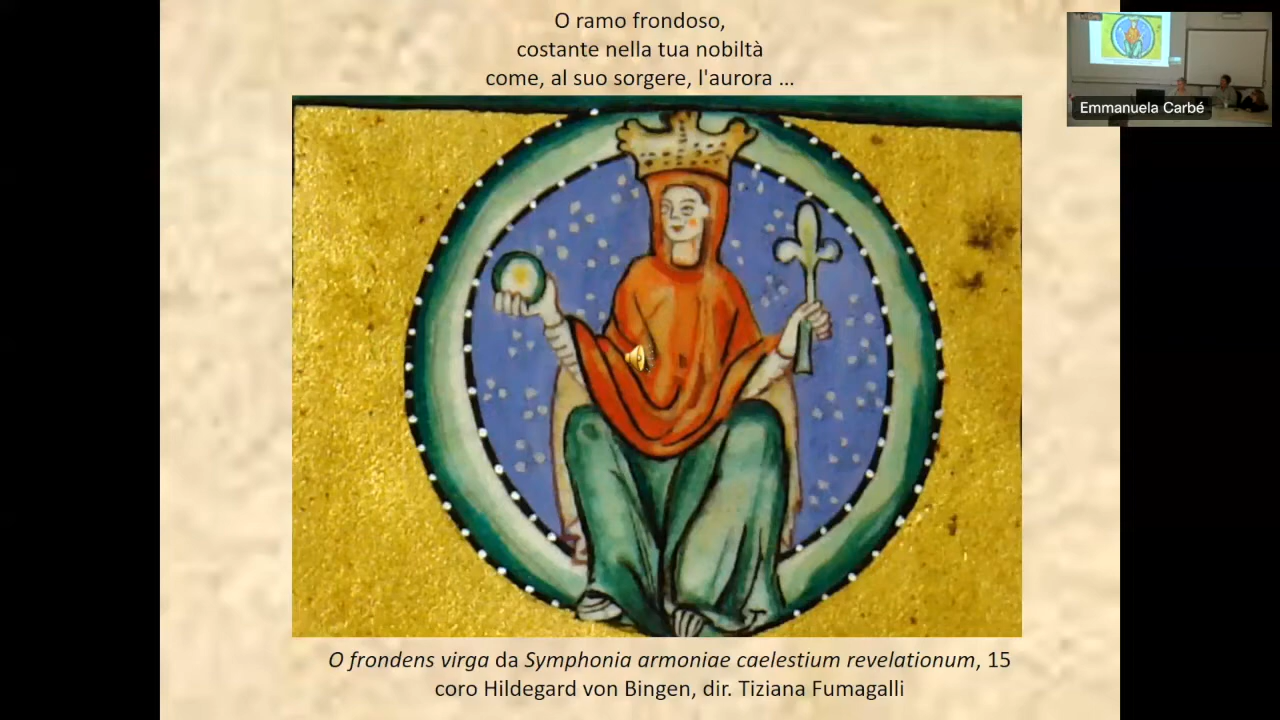 O ramo frondoso,
costante nella tua nobiltà
come, al suo sorgere, l'aurora ...
Emmanuela Carbé
O frondens virga da Symphonia armoniae caelestium revelationum, 15
coro Hildegard von Bingen, dir. Tiziana Fumagalli